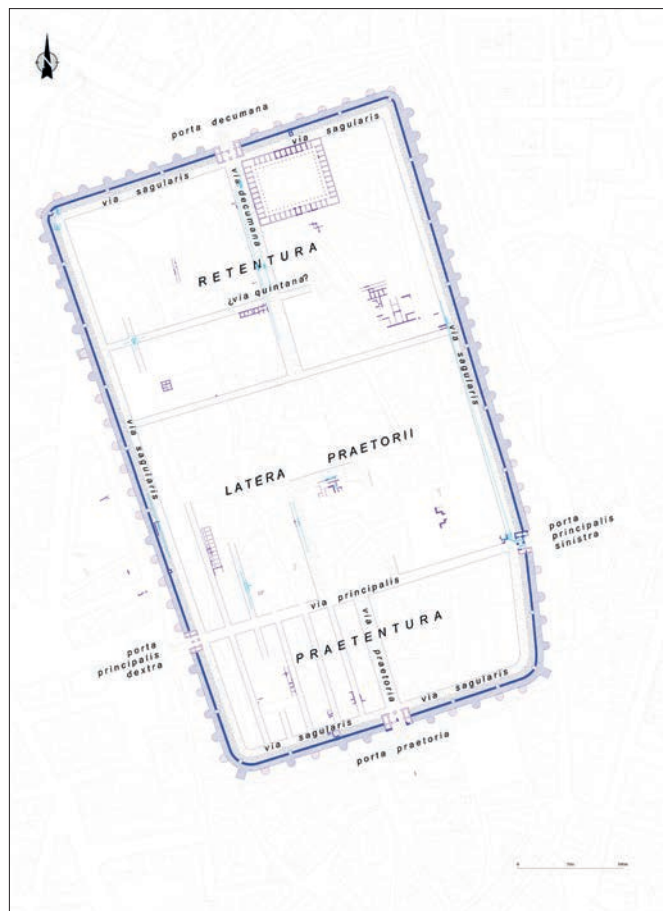 porta decumana
via sagularis
via sagularis
via decumana
RETENTURA
¿via quintana?
via sagularis
via sagularis
LATERA PRAETORII
porta
principalis
sinistra
via principalis
PRAETENTURA
via praetoria
porta
principalis
dextra
via sagularis
via sagularis
porta praetoria